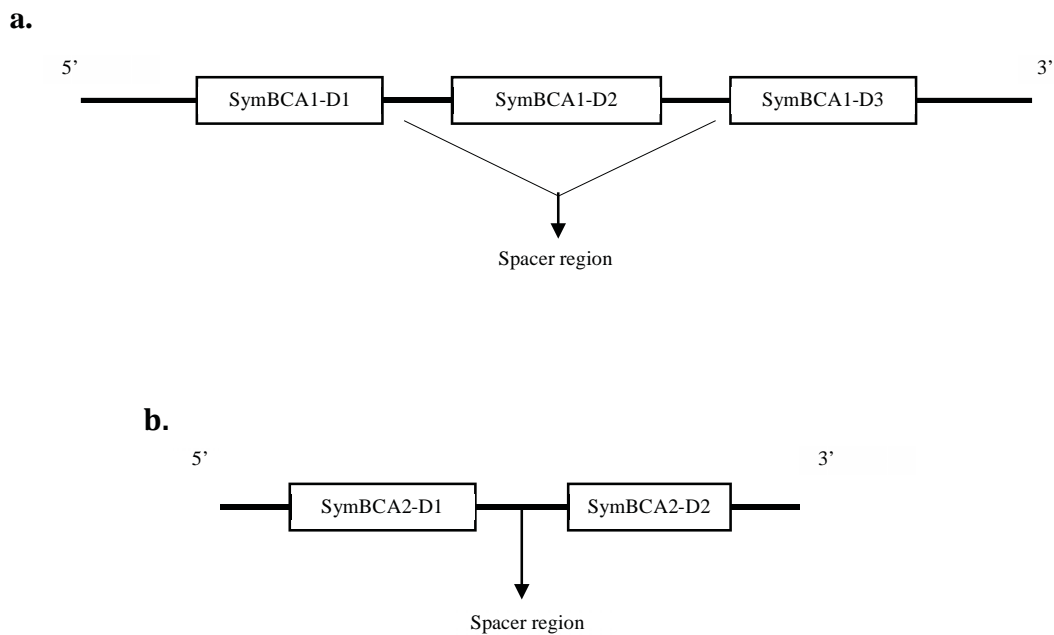 a.
5’ 3’
SymBCA1-D1 SymBCA1-D2 SymBCA1-D3
Spacer region
b.
5’ 3’
SymBCA2-D1 SymBCA2-D2
Spacer region